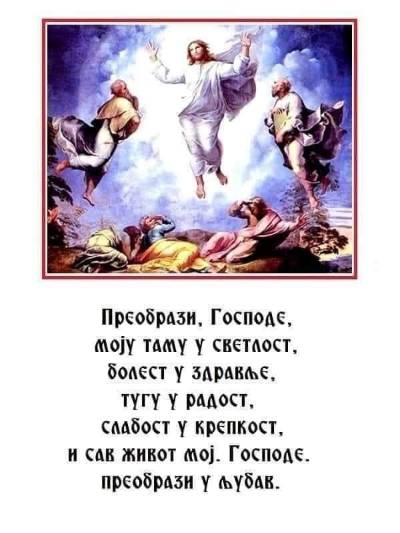 Преобрази, Господе,
моју таму у светлост,
болест у здравље,
тугу у радост,
слабост у крепкост,
и сав живот мој. Господе.
преобрази у љубав.